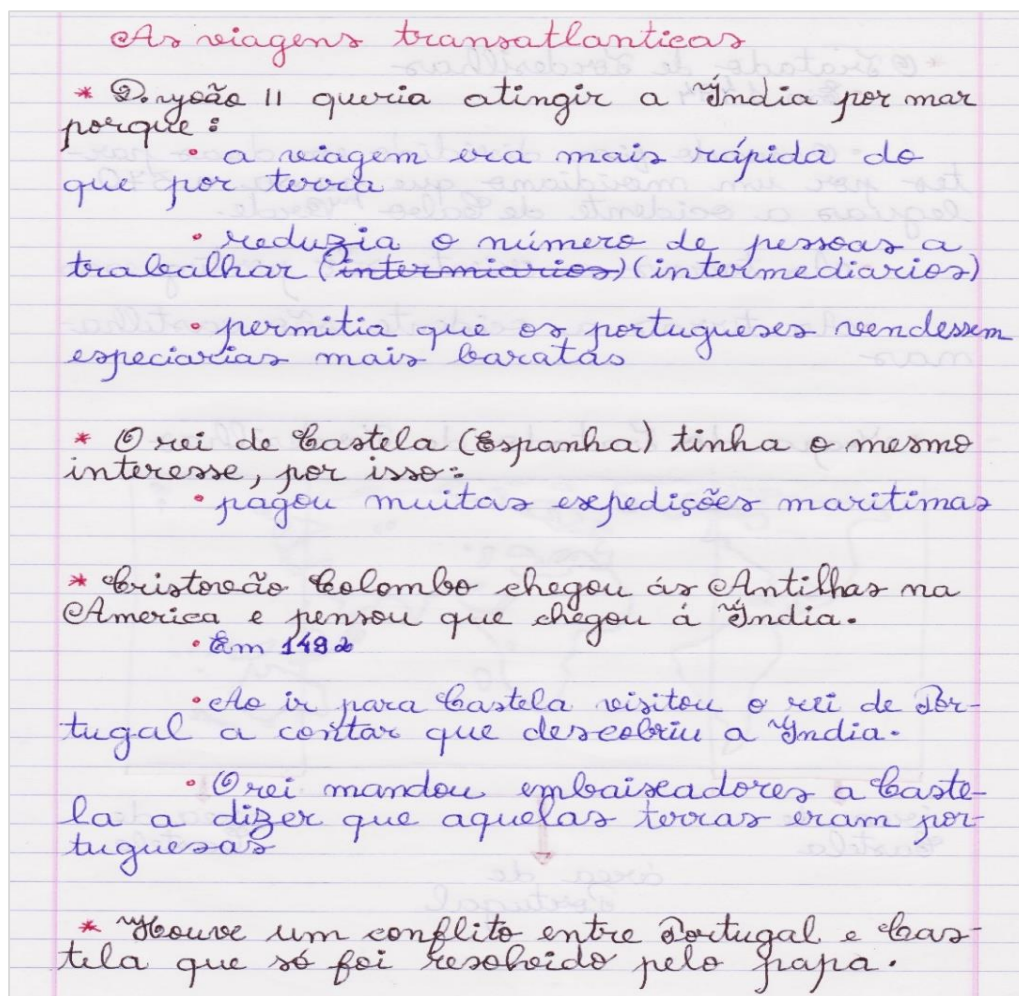 As viagens transatlanticas
* D. João II queria atingir a Índia por mar
porque:
• a viagem era mais rápida do
que por terra
• reduzia o número de pessoas a
trabalhar (intermiarios) (intermediarios)
• permitia que os portugueses vendessem
especiarias mais baratas
* O rei de Castela (Espanha) tinha o mesmo
interesse, por isso:
• pagou muitas expedições maritimas
* Cristovão Colombo chegou ás Antilhas na
America e pensou que chegou á Índia.
• Em 1492
• Ao ir para Castela visitou o rei de Por-
tugal a contar que descobriu a Índia.
• O rei mandou embaixadores a Caste-
la a dizer que aquelas terras eram por-
tuguesas
* Houve um conflito entre Portugal e Cas-
tela que só foi resolvido pelo papa.